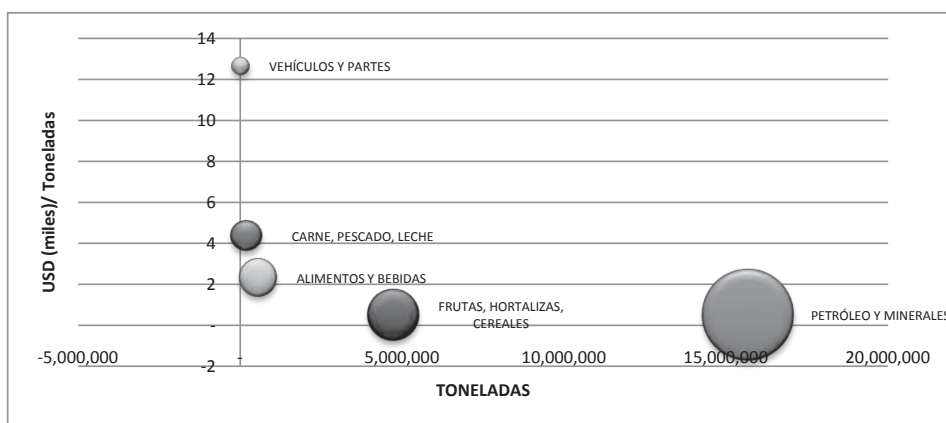 14
VEHÍCULOS Y PARTES
12
10
8
6
4
CARNE, PESCADO, LECHE
ALIMENTOS Y BEBIDAS
2
FRUTAS, HORTALIZAS,
CEREALES
PETRÓLEO Y MINERALES
-
-5,000,000
-
5,000,000
10,000,000
15,000,000
20,000,000
-2
USD (miles)/ Toneladas
TONELADAS